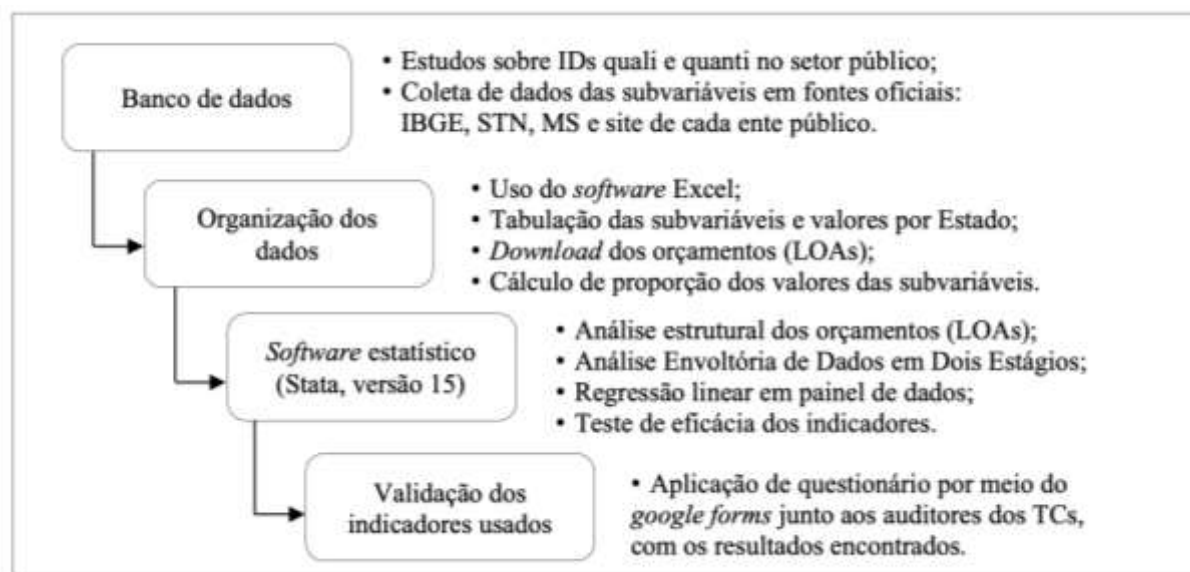 Banco de dados
• Estudos sobre IDs quali e quanti no setor público;
• Coleta de dados das subvariáveis em fontes oficiais:
IBGE, STN, MS e site de cada ente público.
Organização dos
dados
• Uso do software Excel;
• Tabulação das subvariáveis e valores por Estado;
• Download dos orçamentos (LOAs);
• Cálculo de proporção dos valores das subvariáveis.
Software estatístico
(Stata, versão 15)
• Análise estrutural dos orçamentos (LOAs);
• Análise Envoltória de Dados em Dois Estágios;
• Regressão linear em painel de dados;
• Teste de eficácia dos indicadores.
Validação dos
indicadores usados
• Aplicação de questionário por meio do
google forms junto aos auditores dos TCs,
com os resultados encontrados.